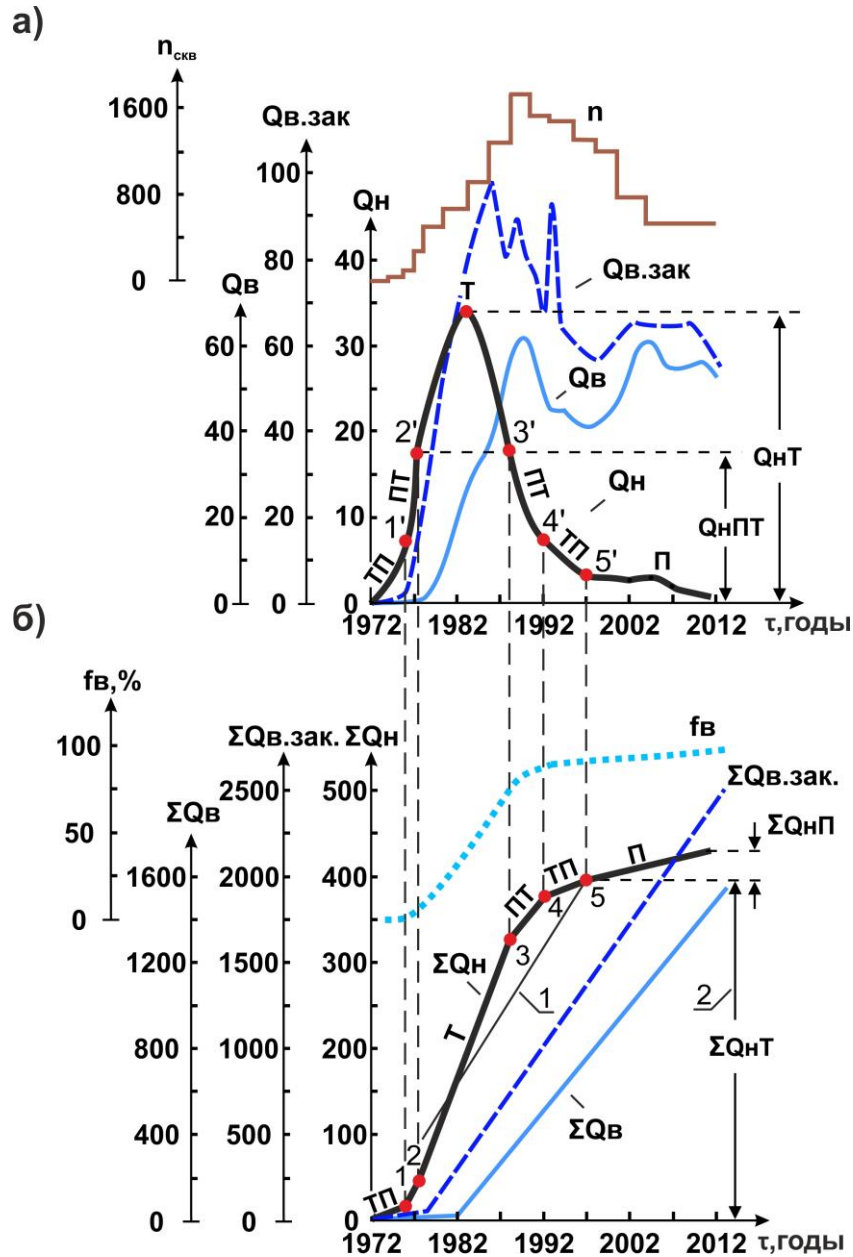 а)
nскв
1600
n
Qв.зак
100
Qн
800
80
40
Т
Qв.зак
0
Qв
60
60
30
Qв
2'
3'
40
40
20
QнТ
ПТ
ПТ
Qн
QнПТ
20
20
10
1'
4'
ТП
ТП
5'
П
0
0
0
1972 1982 1992 2002 2012 τ,годы
б)
fв,%
ΣQв.зак. ΣQн
fв
100
500
2500
ΣQв.зак.
ΣQв
50
ΣQнП
1600
2000
400
ТП
П
ПТ
4
5
0
3
1200
1500
300
ΣQн
1
2
Т
800
1000
200
ΣQнТ
400
500
100
ΣQв
2
1
ТП
0
0
0
1972 1982 1992 2002 2012 τ,годы